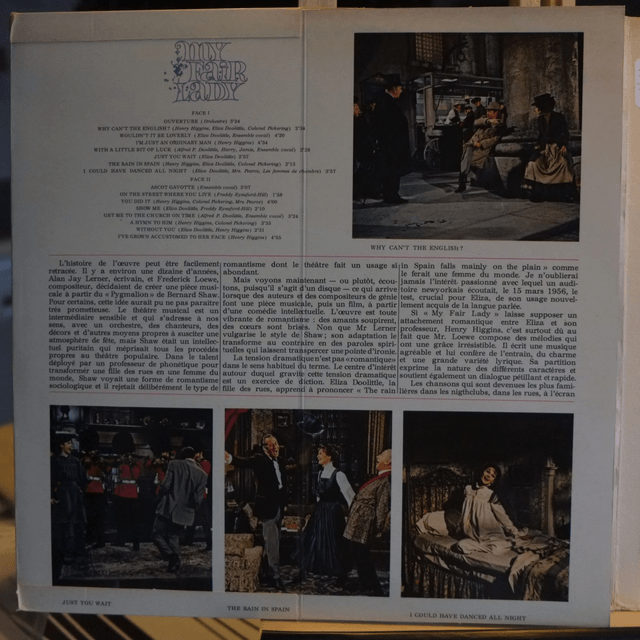 MY
FAIR
LADY
FACE I
OUVERTURE (Orchestre) 3'24
WHY CAN'T THE ENGLISH? (Henry Higgins, Eliza Doolittle, Colonel Pickering)
WOULDN'T IT BE LOVERLY (Eliza Doolittle, Ensemble vocal) 4'20
I'M JUST AN ORDINARY MAN (Henry Higgins) 4'34
WITH A LITTLE BIT OF LUCK (Alfred P. Doolittle, Harry, Jamie, Ensemble vocal)
JUST YOU WAIT (Eliza Doolittle)
THE RAIN IN SPAIN (Henry Higgins, Eliza Doolittle, Colonel Pickering)
I COULD HAVE DANCED ALL NIGHT (Eliza Doolittle, Mrs. Pearce, Les femmes de chambre)
FACE II
ASCOT GAVOTTE (Ensemble vocal)
ON THE STREET WHERE YOU LIVE (Freddy Eynsford-Hill)
YOU DID IT (Henry Higgins, Colonel Pickering, Mrs. Pearce)
SHOW ME (Eliza Doolittle, Freddy Eynsford-Hill)
GET ME TO THE CHURCH ON TIME (Alfred P. Doolittle, Ensemble vocal)
A HYMN TO HIM (Henry Higgins, Colonel Pickering)
WITHOUT YOU (Eliza Doolittle, Henry Higgins)
I'VE GROWN ACCUSTOMED TO HER FACE (Henry Higgins)
WHY CAN'T THE ENGLISH?
L'histoire de l'œuvre peut être facilement
retracée. Il y a environ une dizaine d'années,
Alan Jay Lerner, écrivain, et Frederick Loewe,
compositeur, décidaient de créer une pièce musi-
cale à partir du « Pygmalion » de Bernard Shaw.
Pour certains, cette idée aurait pu ne pas paraître
très prometteuse. Le théâtre musical est un
intermédiaire sensible et qui s'adresse à nos
sens, avec un orchestre, des chanteurs, des
décors et d'autres moyens propres à susciter une
atmosphère de fête, mais Shaw était un intellec-
tuel puritain qui méprisait tous les procédés
propres au théâtre populaire. Dans le talent
déployé par un professeur de phonétique pour
transformer une fille des rues en une femme du
monde, Shaw voyait une forme de romantisme
sociologique et il rejetait délibérément le type de
romantisme dont le théâtre fait un usage si
abondant.
Mais voyons maintenant — ou plutôt, écou-
tons, puisqu'il s'agit d'un disque — ce qui arrive
lorsque des auteurs et des compositeurs de génie
font une pièce musicale, puis un film, à partir
d'une comédie intellectuelle. L'œuvre est toute
vibrante de romantisme : des amants soupirent,
des cœurs sont brisés. Non que Mr Lerner
vulgarise le style de Shaw ; son adaptation le
transforme au contraire en des paroles spiri-
tuelles qui laissent transpercer une pointe d'ironie.
La tension dramatique n'est pas « romantique »
dans le sens habituel du terme. Le centre d'intérêt
autour duquel gravite cette tension dramatique
est un exercice de diction. Eliza Doolittle, la
fille des rues, apprend à prononcer « The rain
in Spain falls mainly on the plain » comme
le ferait une femme du monde. Je n'oublierai
jamais l'intérêt passionné avec lequel un audi-
toire newyorkais écoutait, le 15 mars 1956, le
test, crucial pour Eliza, de son usage nouvel-
lement acquis de la langue parlée.
Si « My Fair Lady » laisse supposer un
attachement romantique entre Eliza et son
professeur, Henry Higgins, c'est surtout dû au
fait que Mr. Loewe compose des mélodies qui
ont une grâce irrésistible. Il écrit une musique
agréable et lui confère de l'entrain, du charme
et une grande variété lyrique. Sa partition
exprime la nature des différents caractères et
soutient également un dialogue pétillant et rapide.
Les chansons qui sont devenues les plus fami-
lières dans les nigthclubs, dans les rues, à l'écran
JUST YOU WAIT
THE RAIN IN SPAIN
I COULD HAVE DANCED ALL NIGHT